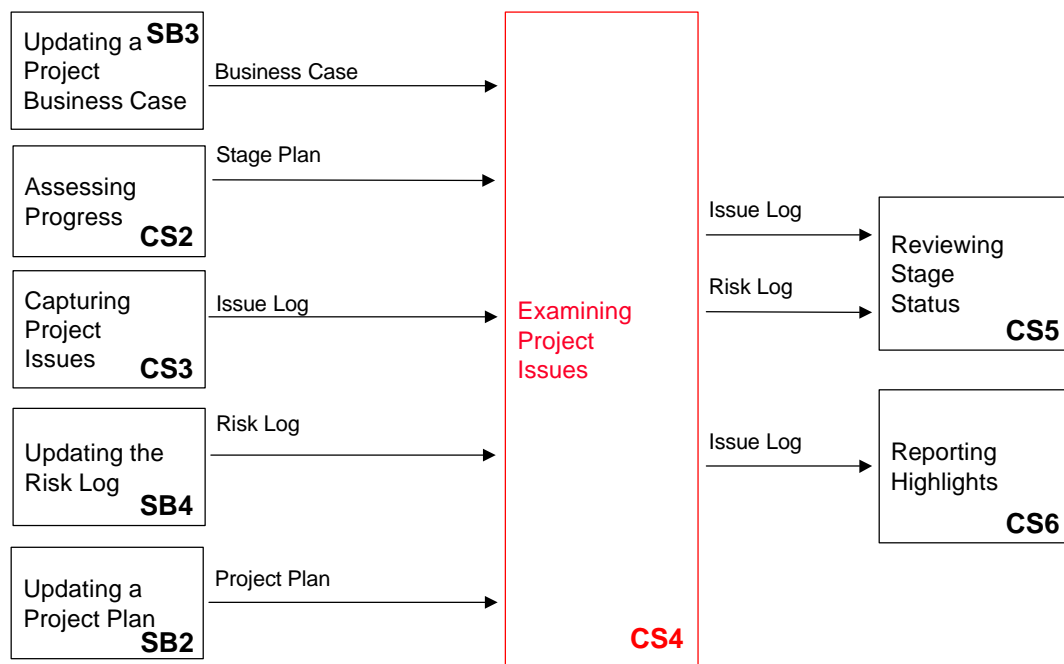 Updating a SB3
Project
Business Case
Business Case
Assessing
Progress
CS2
Stage Plan
Capturing
Project
Issues
CS3
Issue Log
Updating the
Risk Log
SB4
Risk Log
Updating a
Project Plan
SB2
Project Plan
Examining
Project
Issues
CS4
Issue Log
Risk Log
Reviewing
Stage
Status
CS5
Issue Log
Reporting
Highlights
CS6